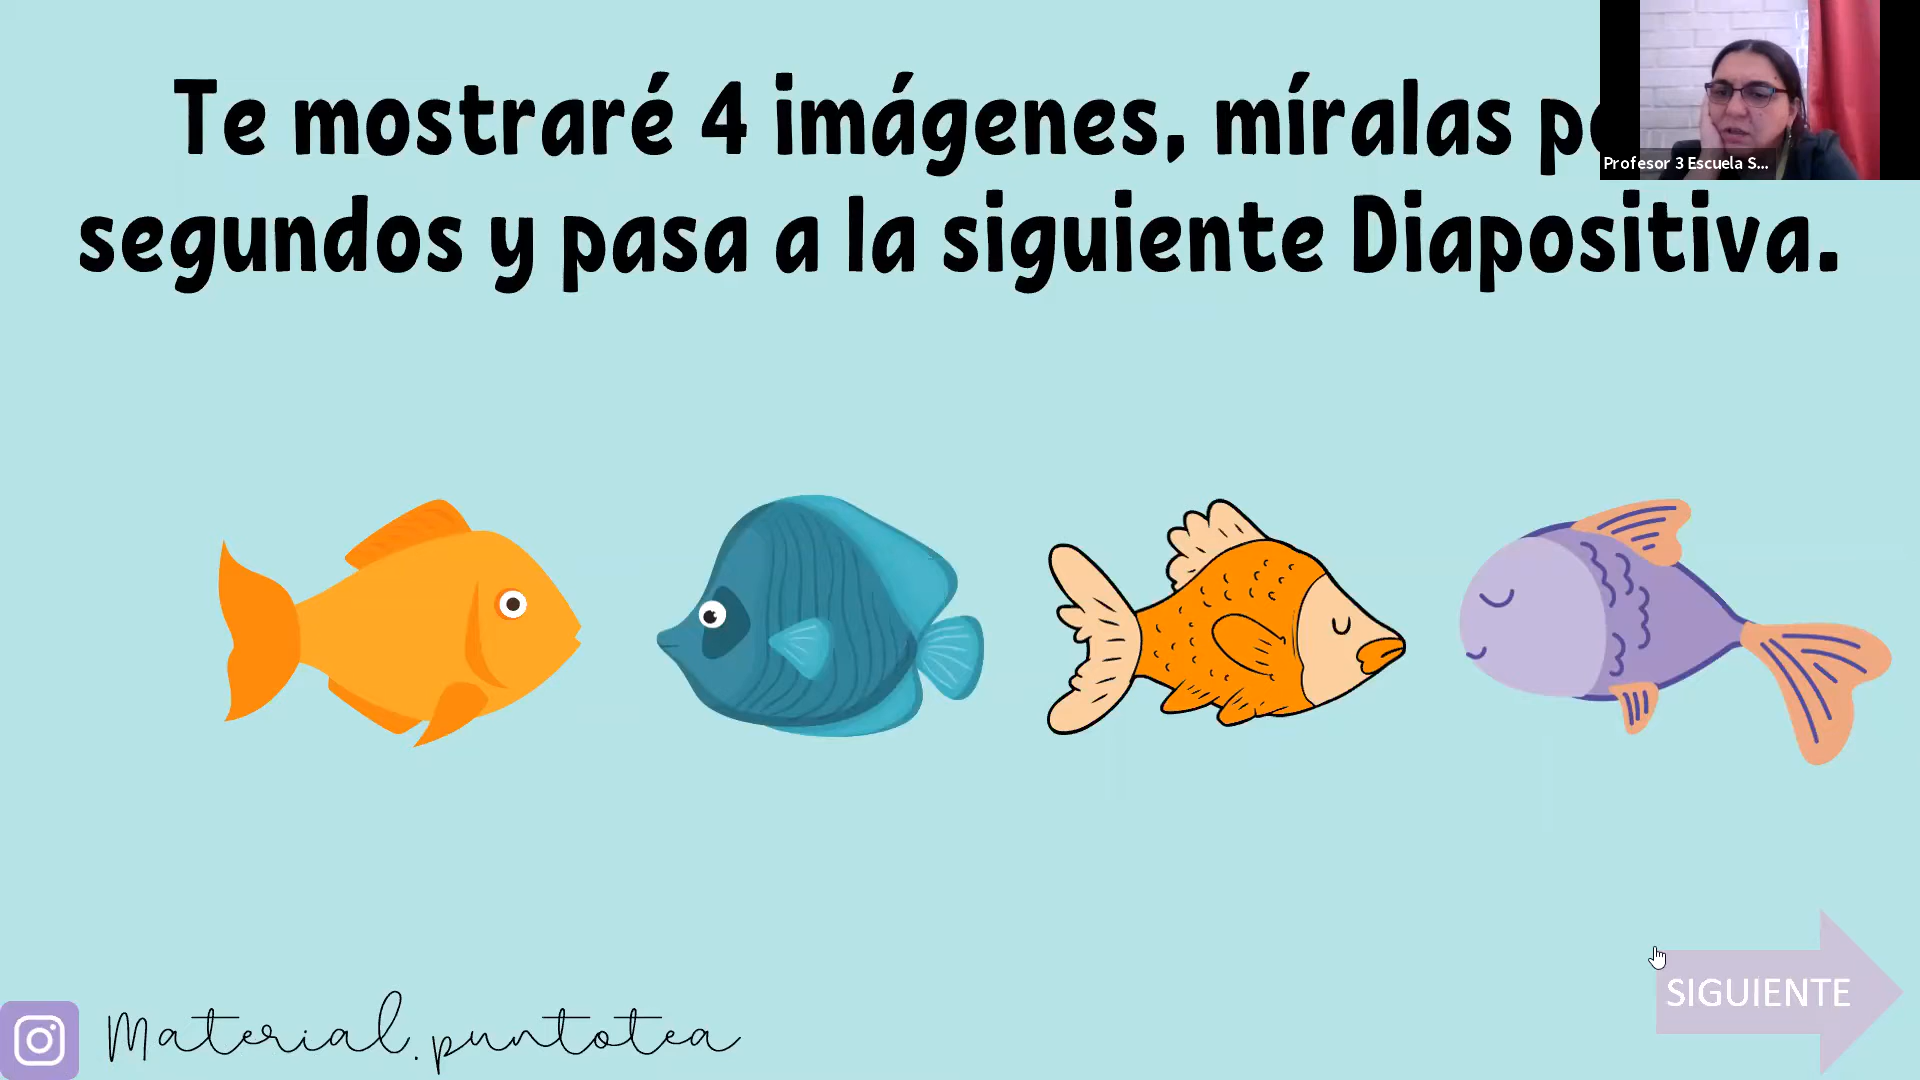 Te mostraré 4 imágenes, míralas
segundos y pasa a la siguiente Diapositiva.
Profesor 3 Escuela S...
SIGUIENTE
Material.puntotea